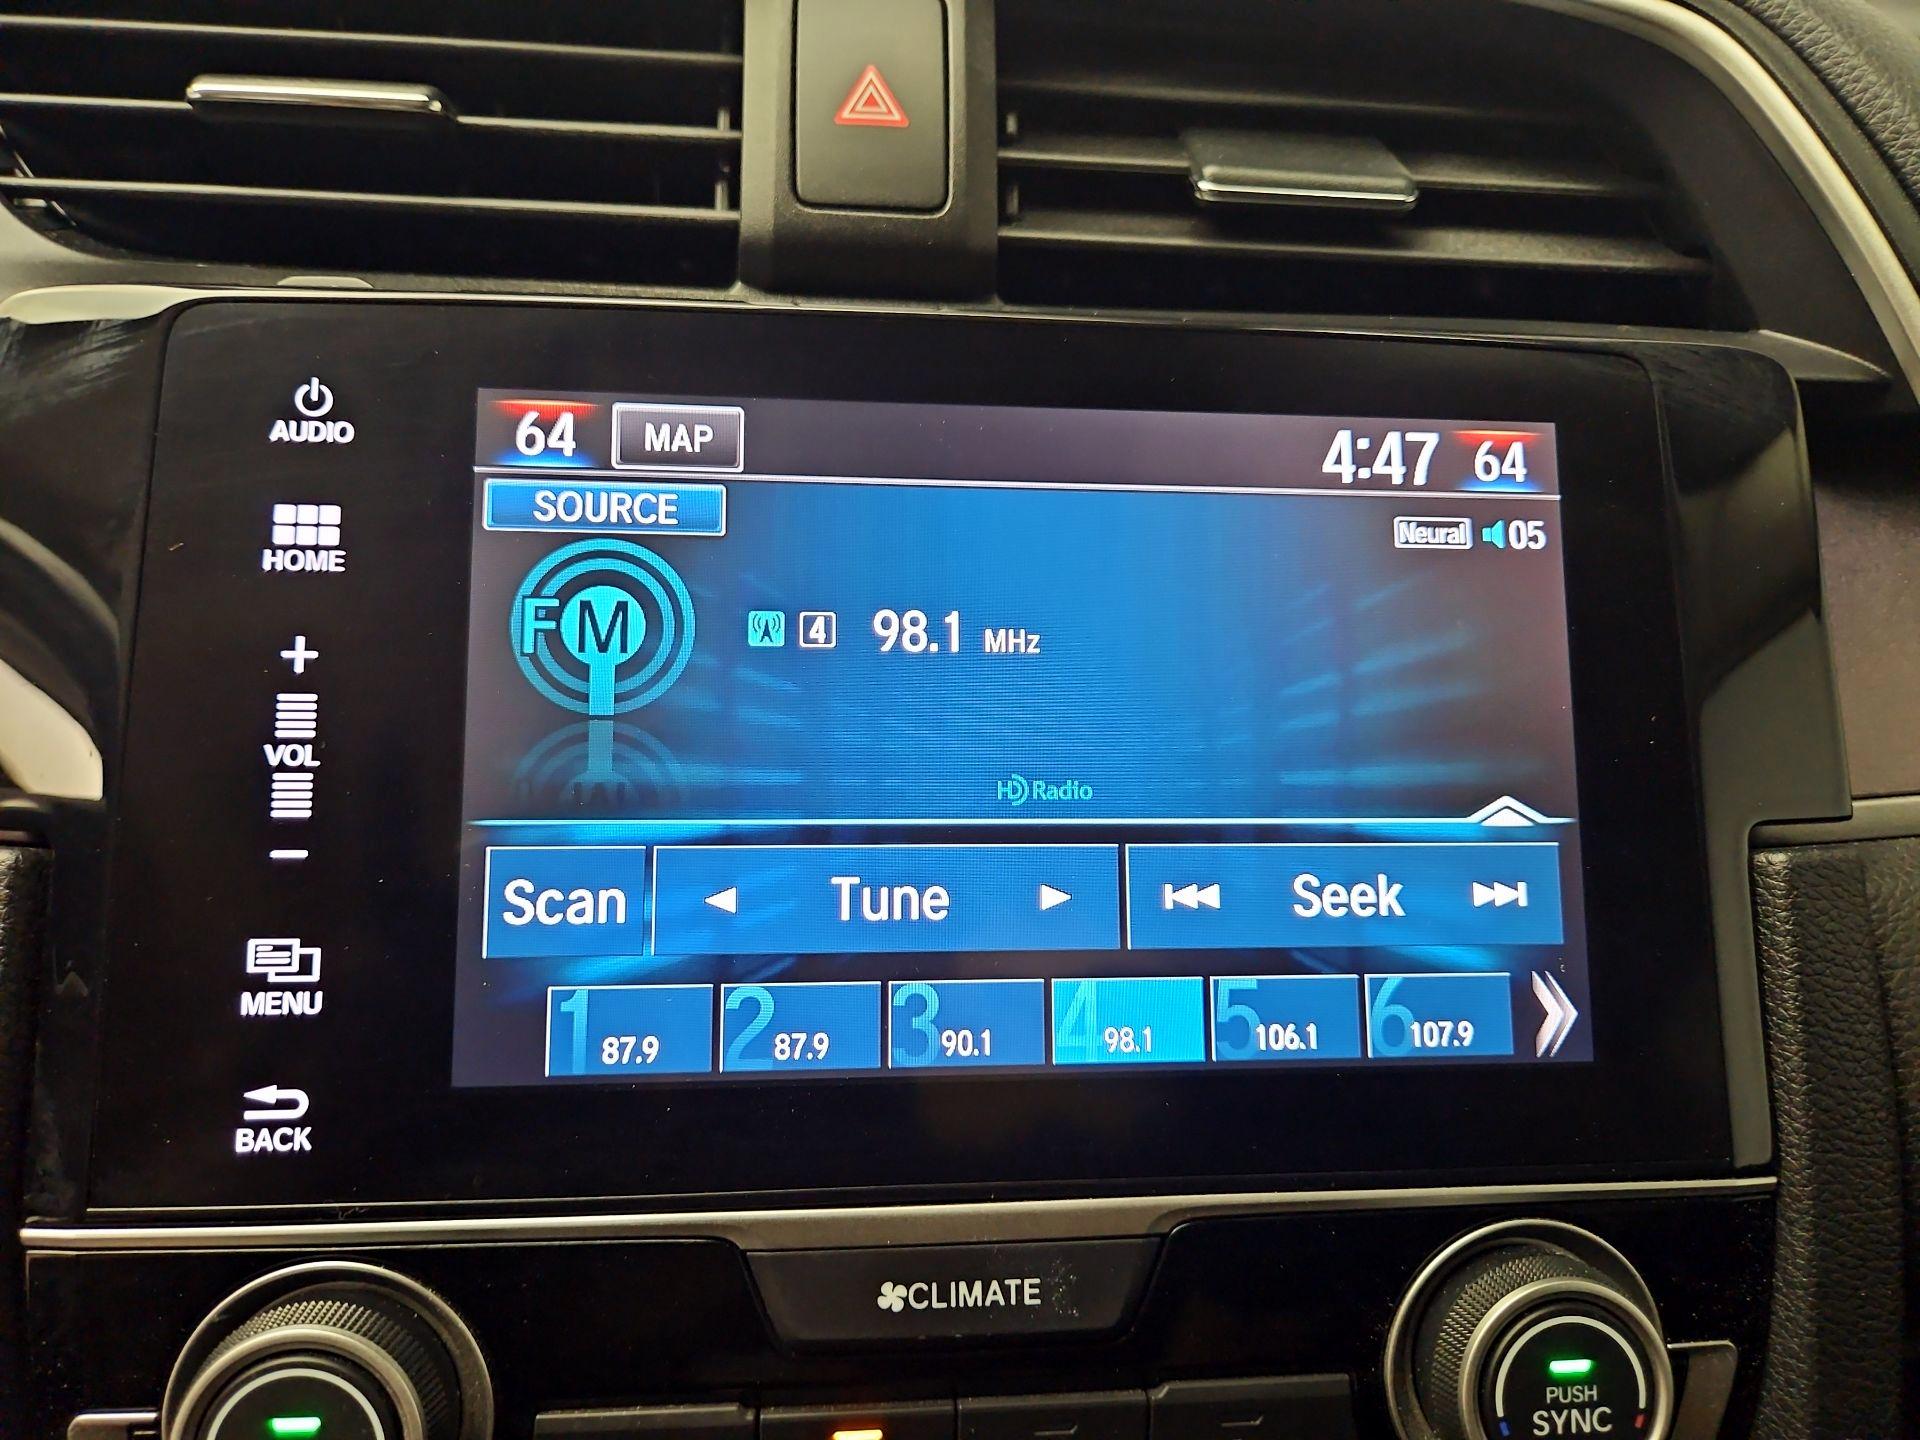 AUDIO
HOME
+
VOL
−
MENU
BACK
64 MAP 4:47 64
SOURCE
Neural 05
FM 4 98.1 MHz
HD Radio
Scan Tune Seek
1 87.9 2 87.9 3 90.1 4 98.1 5 106.1 6 107.9
CLIMATE
PUSH
SYNC